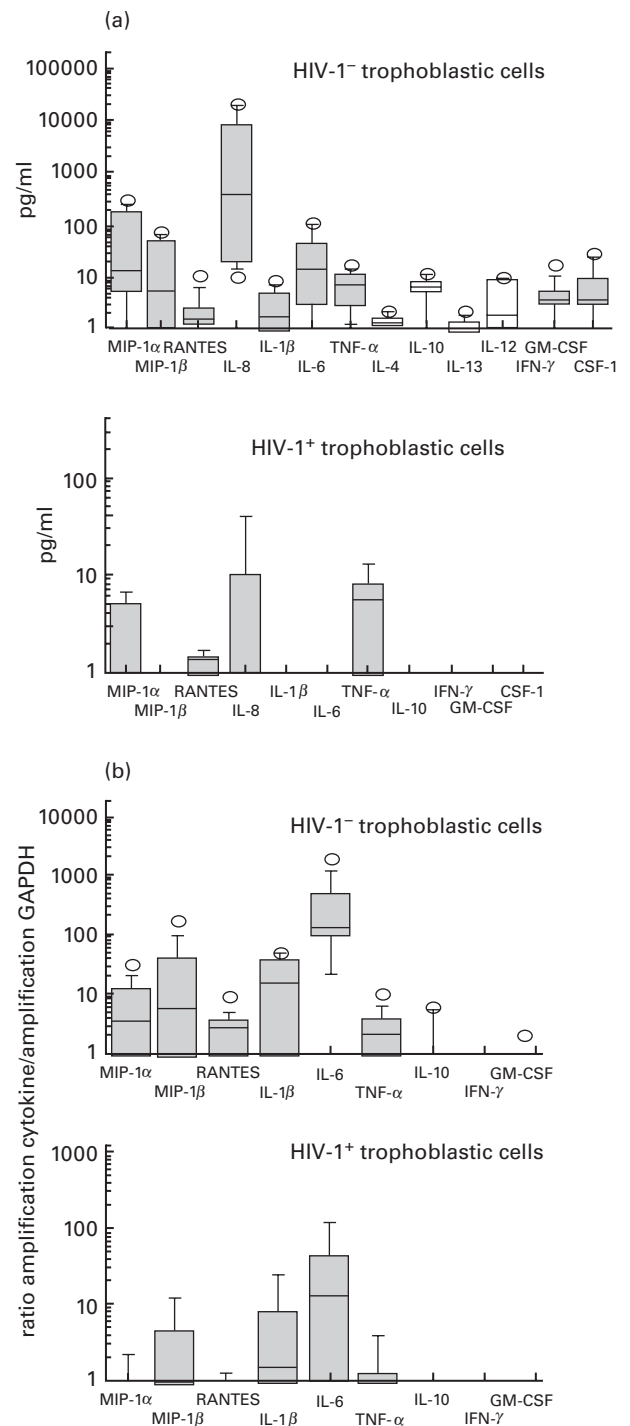 (a)
HIV-1⁻ trophoblastic cells
pg/ml
100000
10000
1000
100
10
1
MIP-1α RANTES IL-1β TNF-α IL-10 IL-12 GM-CSF
MIP-1β IL-8 IL-6 IL-4 IL-13 IFN-γ CSF-1
HIV-1⁺ trophoblastic cells
pg/ml
100
10
1
MIP-1α RANTES IL-1β TNF-α IFN-γ CSF-1
MIP-1β IL-8 IL-6 IL-10 GM-CSF
(b)
ratio amplification cytokine/amplification GAPDH
HIV-1⁻ trophoblastic cells
10000
1000
100
10
1
MIP-1α RANTES IL-6 IL-10 GM-CSF
MIP-1β IL-1β TNF-α IFN-γ
HIV-1⁺ trophoblastic cells
1000
100
10
1
MIP-1α RANTES IL-6 IL-10 GM-CSF
MIP-1β IL-1β TNF-α IFN-γ